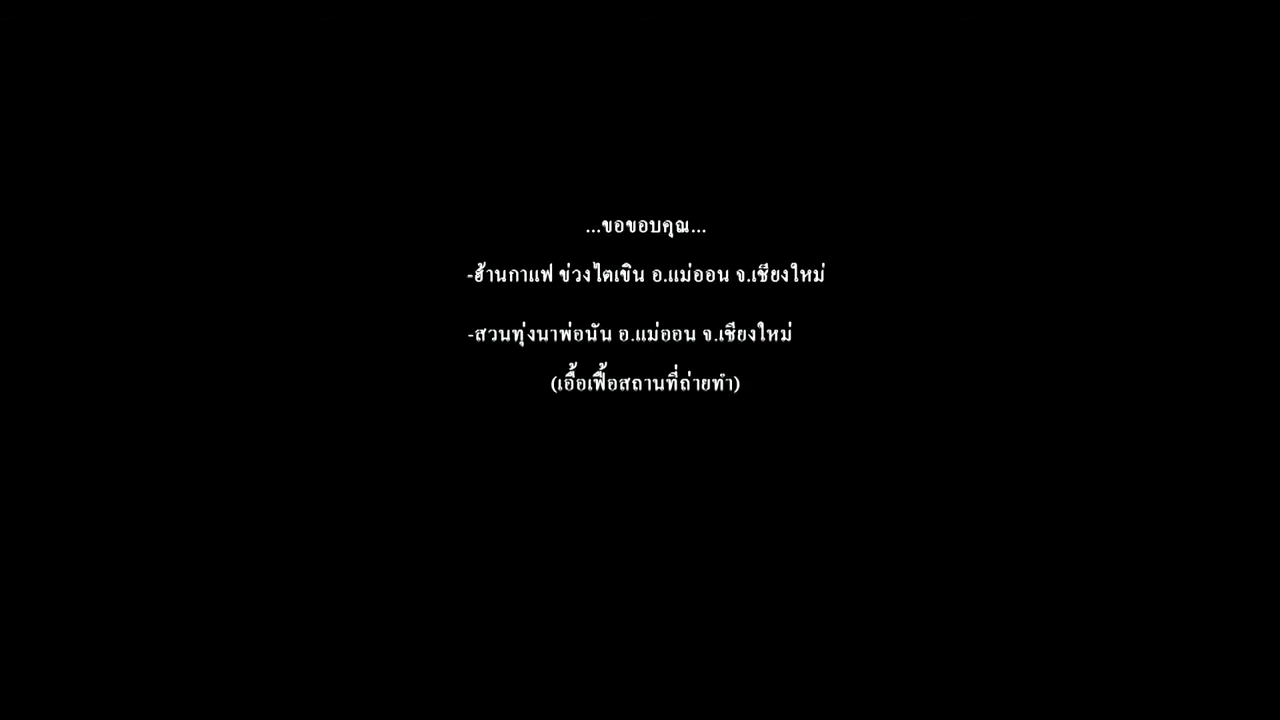 ...ขอขอบคุณ...
-ฮ้านกาแฟ ข่วงไตเขิน อ.แม่ออน จ.เชียงใหม่
-สวนทุ่งนาพ่อนัน อ.แม่ออน จ.เชียงใหม่
(เอื้อเฟื้อสถานที่ถ่ายทำ)